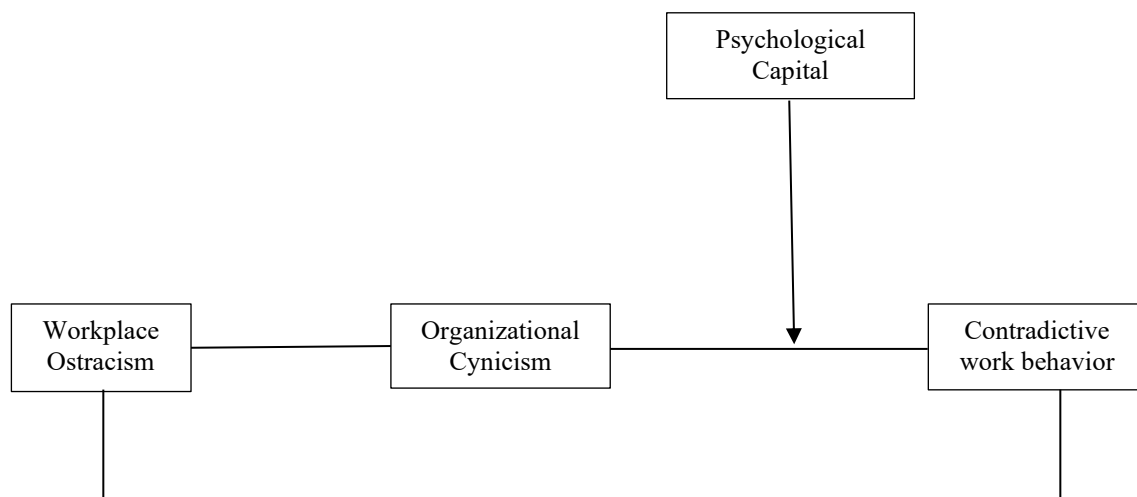 Psychological
Capital
Workplace
Ostracism
Organizational
Cynicism
Contradictive
work behavior